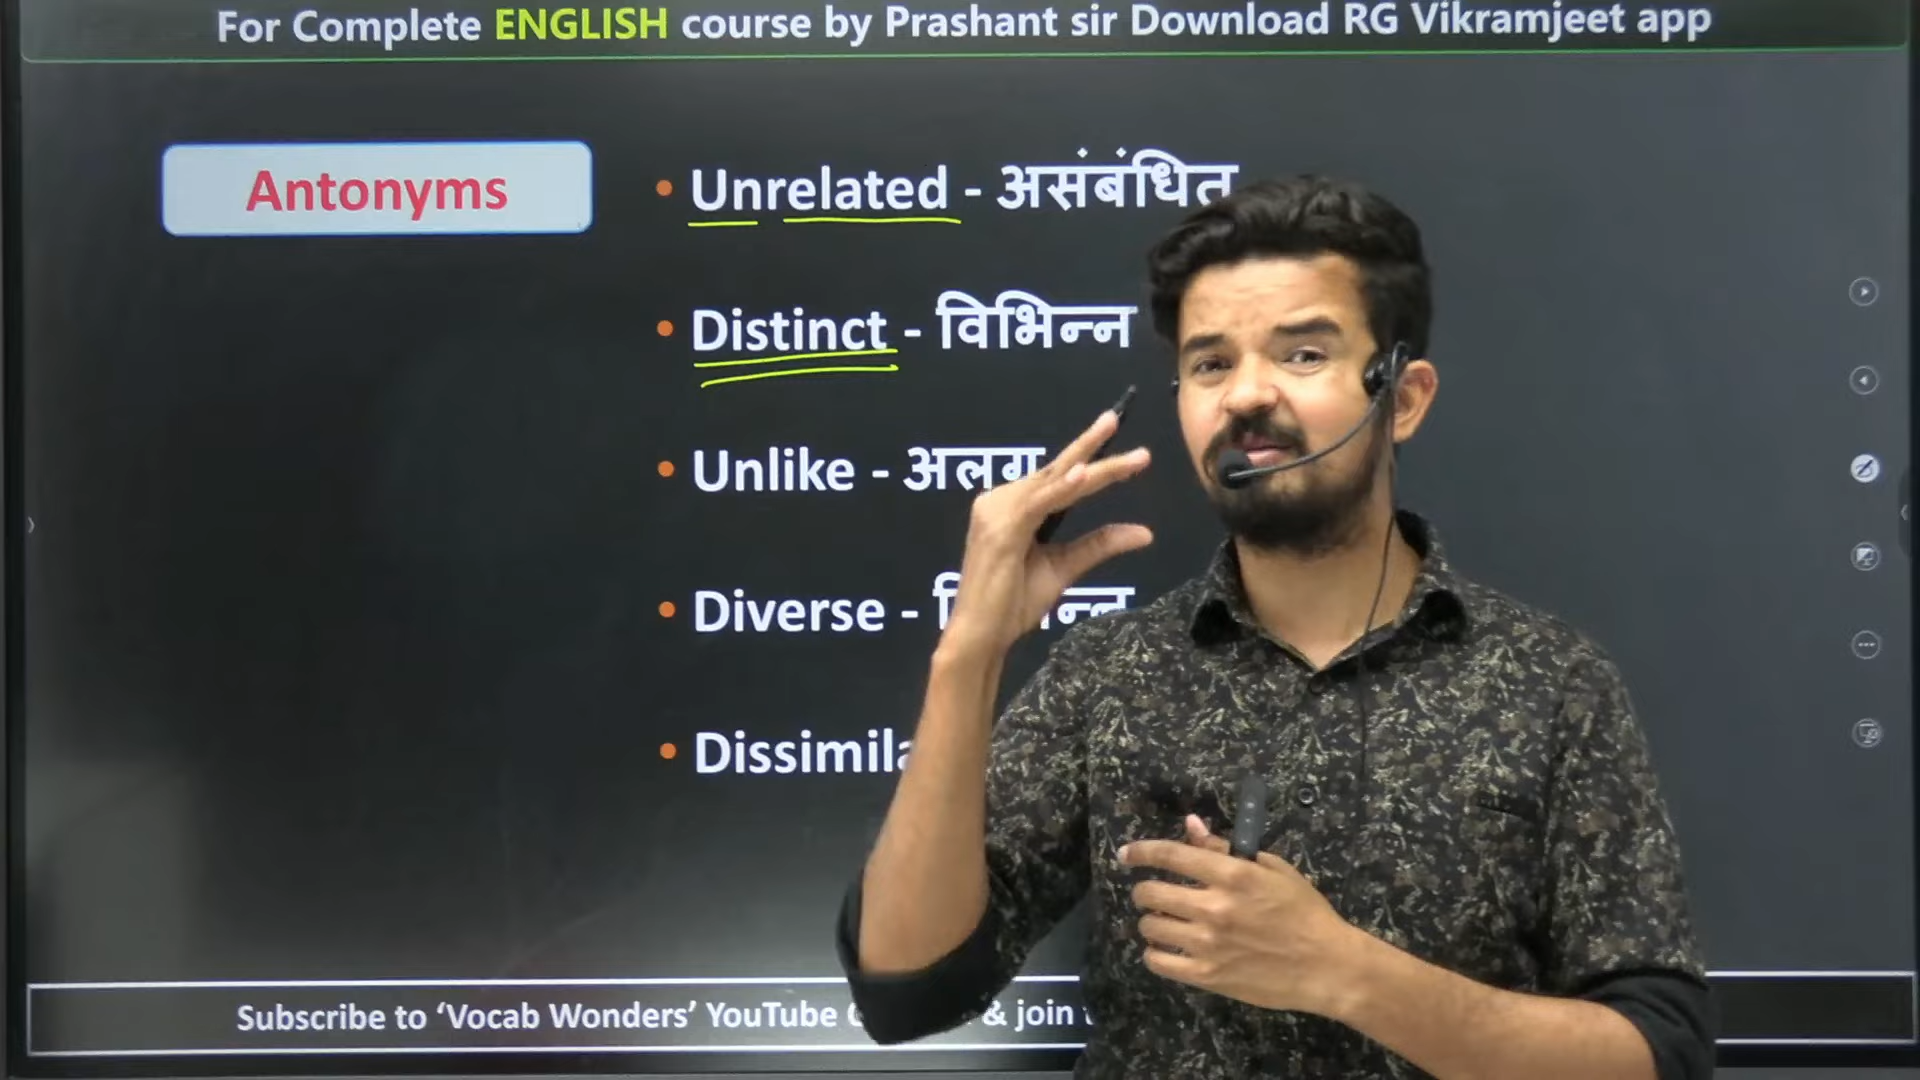 For Complete ENGLISH course by Prashant sir Download RG Vikramjeet app
Antonyms
• Unrelated - असंबंधित
• Distinct - विभिन्न
• Unlike - अलग
• Diverse -
•
Subscribe to ‘Vocab Wonders’ YouTube & join